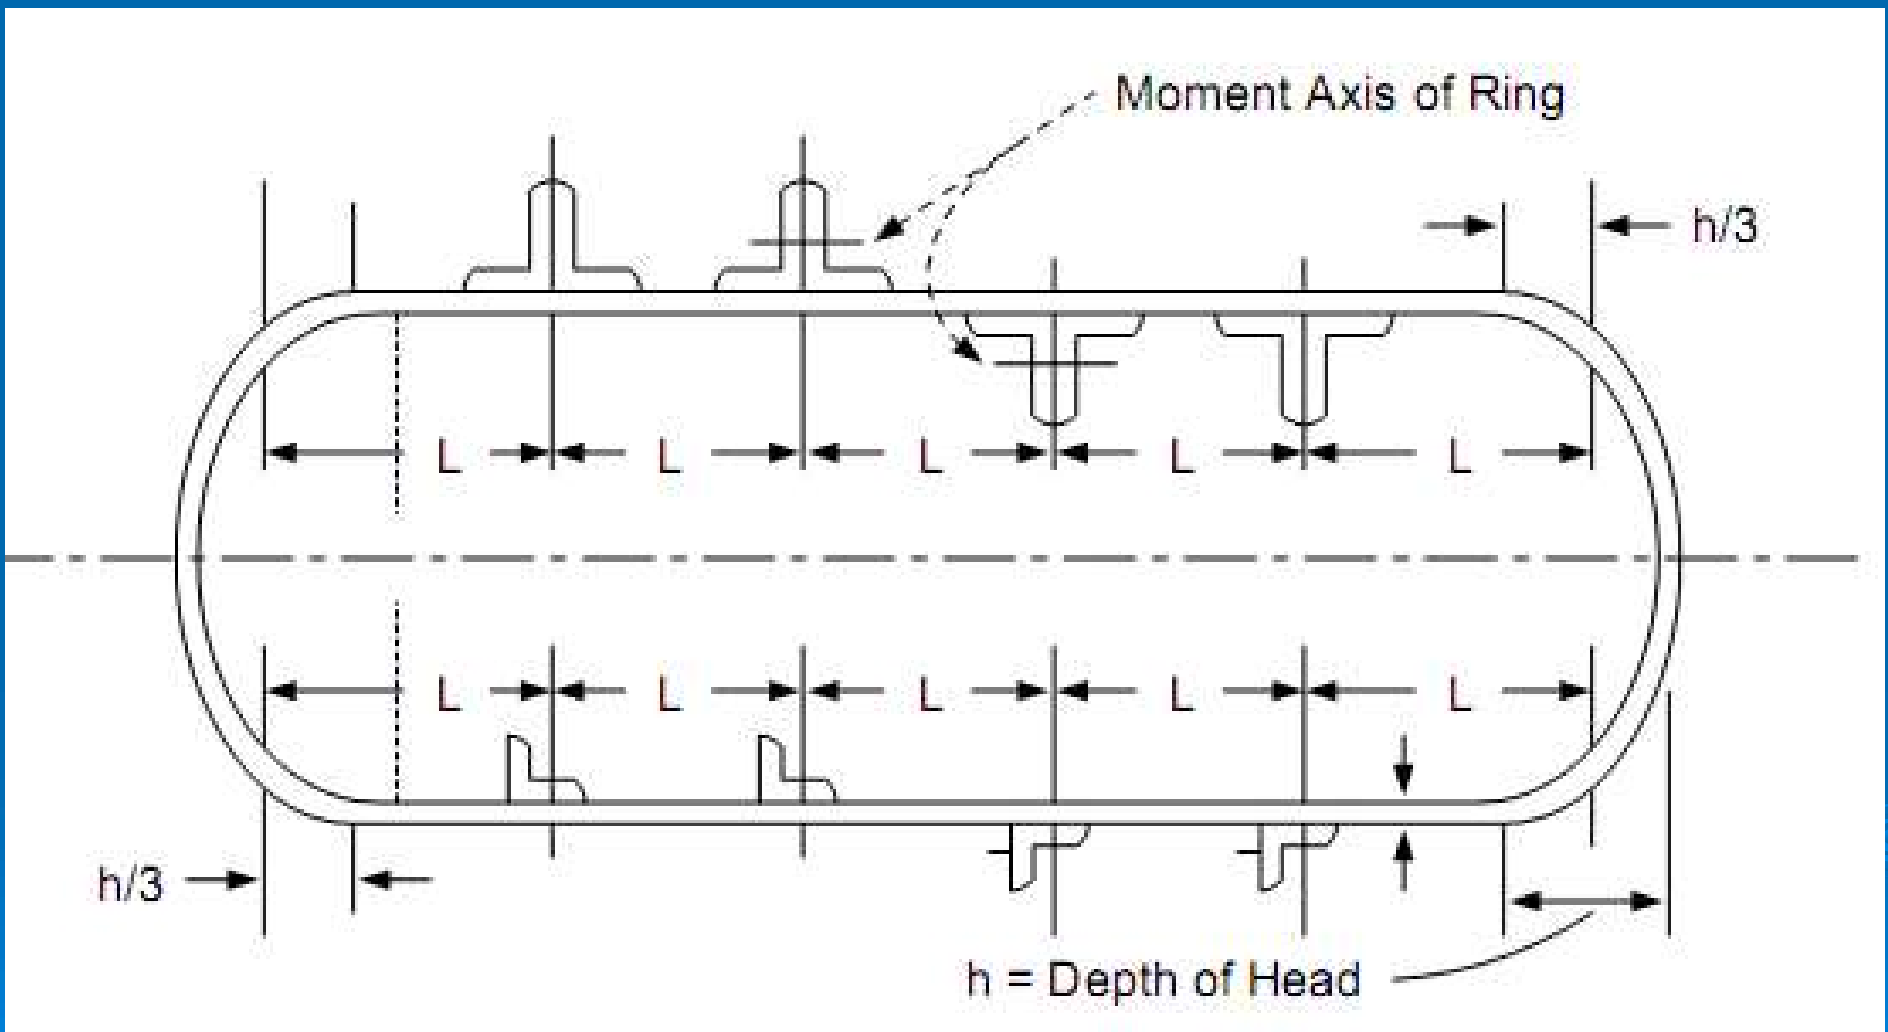 Moment Axis of Ring
h/3
L L L L L
L L L L L
h/3
h = Depth of Head